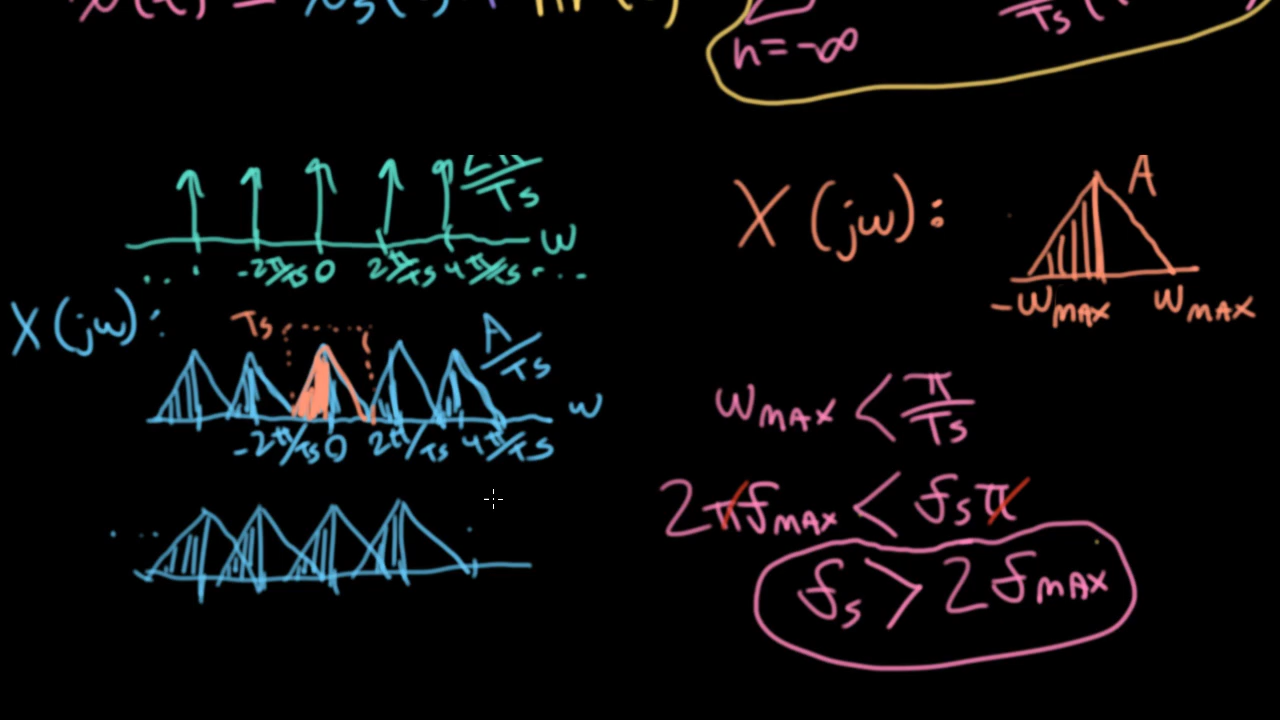 n=-∞
Ts
2π/Ts
ω
... -2π/Ts 0 2π/Ts 4π/Ts ...
X(jω):
Ts
A/Ts
ω
-2π/Ts 0 2π/Ts 4π/Ts
...
X(jω):
A
-ωMAX ωMAX
ωMAX < π/Ts
2πfMAX < fsπ
fs > 2fMAX